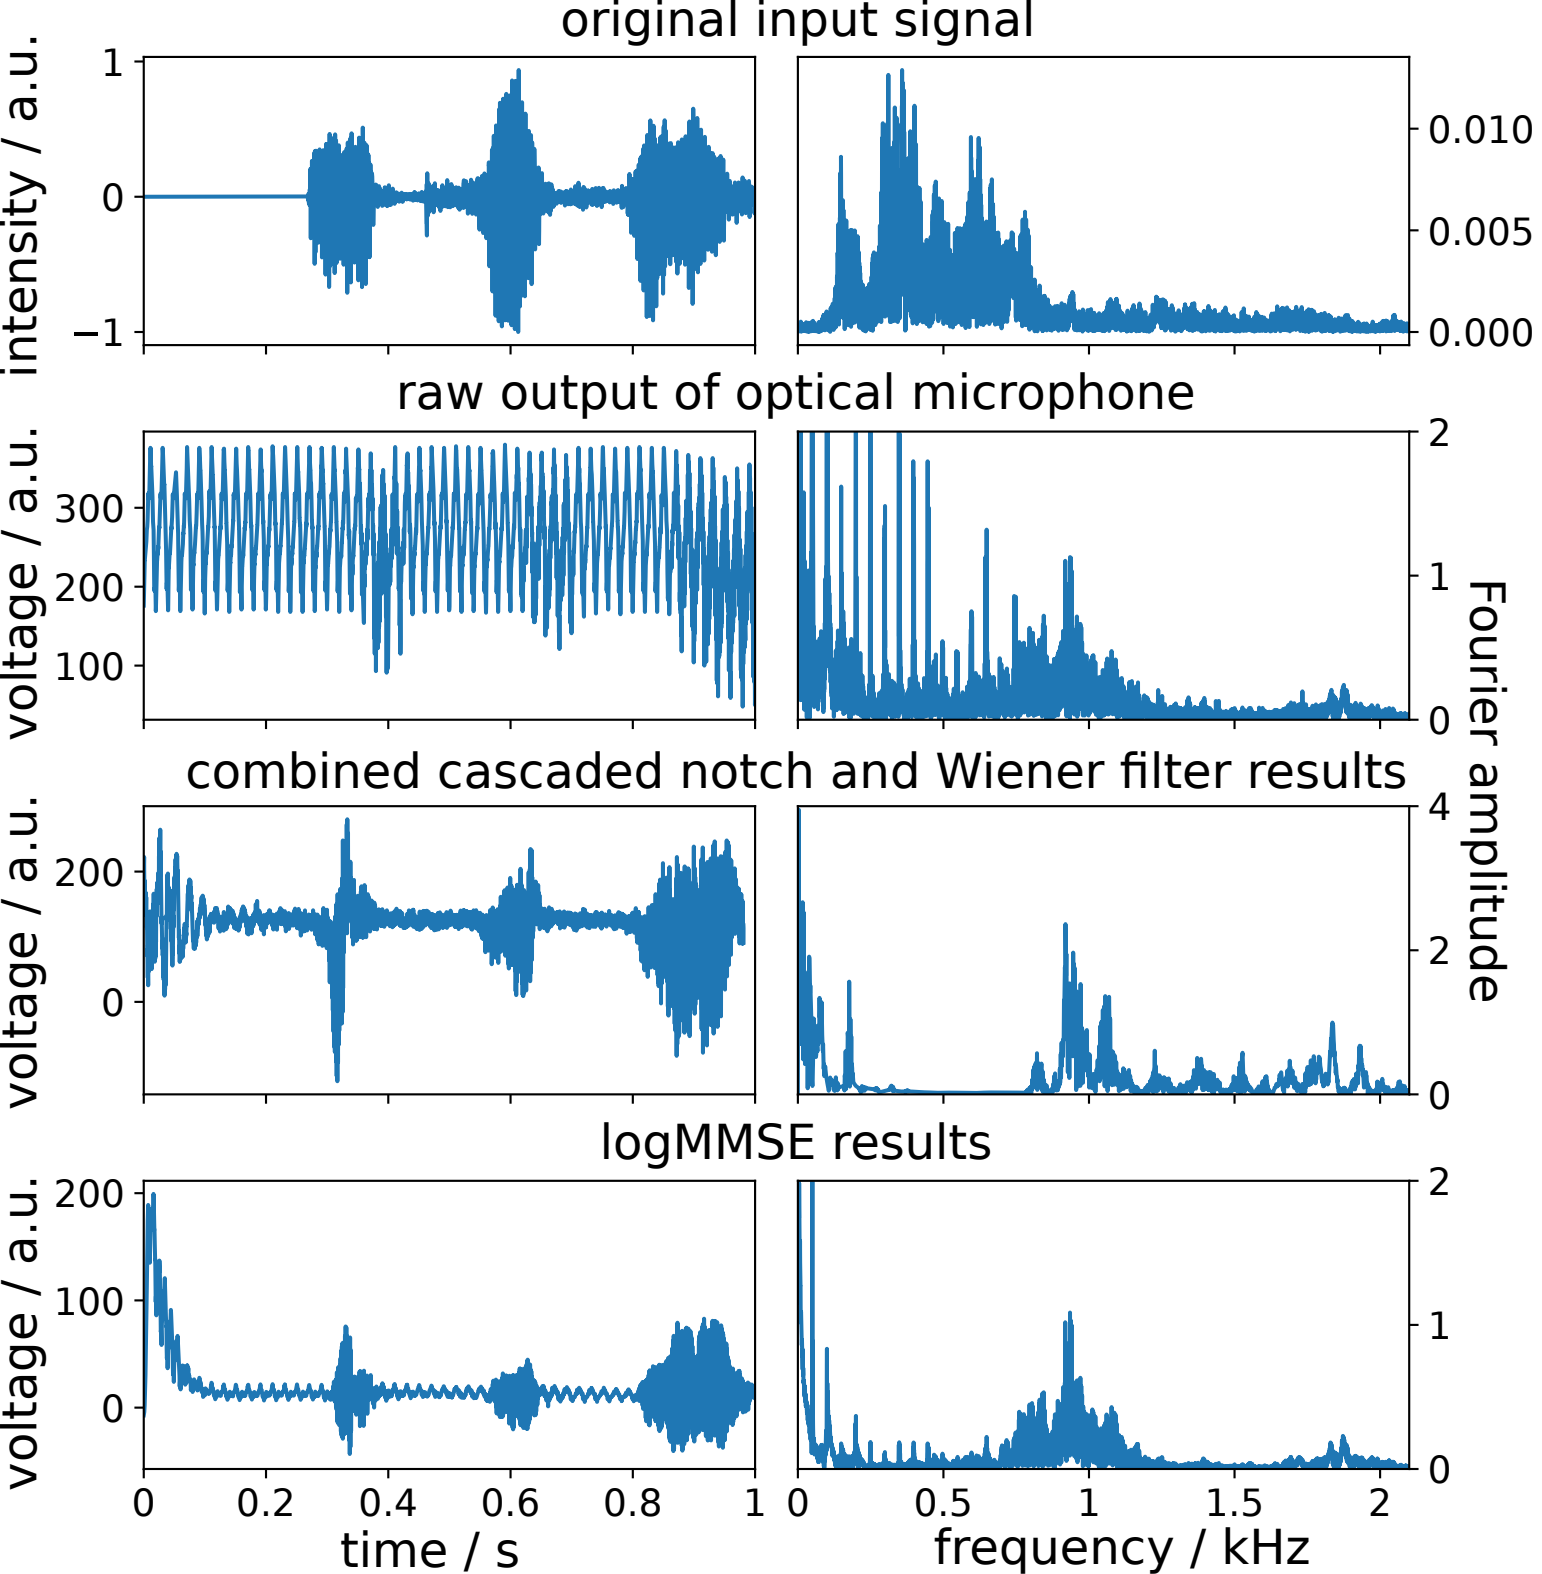 original input signal
intensity / a.u.
1
0
−1
0.010
0.005
0.000
raw output of optical microphone
voltage / a.u.
300
200
100
2
1
0
Fourier amplitude
combined cascaded notch and Wiener filter results
voltage / a.u.
200
0
4
2
0
logMMSE results
voltage / a.u.
200
100
0
2
1
0
0 0.2 0.4 0.6 0.8 1
0 0.5 1 1.5 2
time / s
frequency / kHz